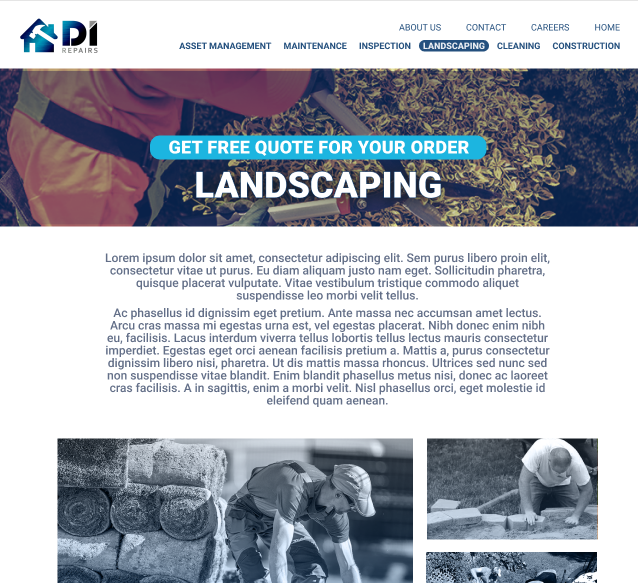 DI
REPAIRS
ABOUT US CONTACT CAREERS HOME
ASSET MANAGEMENT MAINTENANCE INSPECTION LANDSCAPING CLEANING CONSTRUCTION
GET FREE QUOTE FOR YOUR ORDER
LANDSCAPING
Lorem ipsum dolor sit amet, consectetur adipiscing elit. Sem purus libero proin elit,
consectetur vitae ut purus. Eu diam aliquam justo nam eget. Sollicitudin pharetra,
quisque placerat vulputate. Vitae vestibulum tristique commodo aliquet
suspendisse leo morbi velit tellus.
Ac phasellus id dignissim eget pretium. Ante massa nec accumsan amet lectus.
Arcu cras massa mi egestas urna est, vel egestas placerat. Nibh donec enim nibh
eu, facilisis. Lacus interdum viverra tellus lobortis tellus lectus mauris consectetur
imperdiet. Egestas eget orci aenean facilisis pretium a. Mattis a, purus consectetur
dignissim libero nisi, pharetra. Ut dis mattis massa rhoncus. Ultrices sed nunc sed
non suspendisse vitae blandit. Enim blandit phasellus metus nisi, donec ac laoreet
cras facilisis. A in sagittis, enim a morbi velit. Nisl phasellus orci, eget molestie id
eleifend quam aenean.